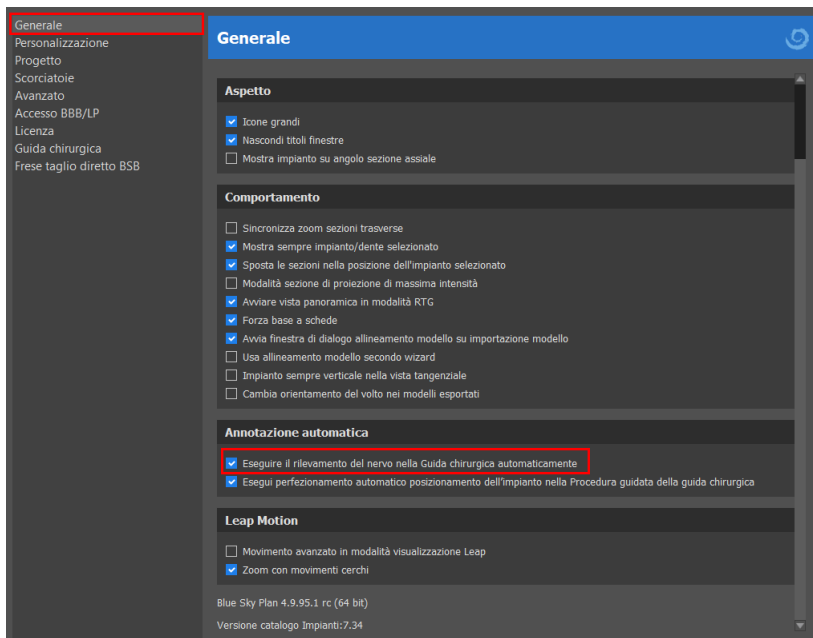 Generale
Personalizzazione
Progetto
Scorciatoie
Avanzato
Accesso BBB/LP
Licenza
Guida chirurgica
Frese taglio diretto BSB
Generale
Aspetto
Icone grandi
Nascondi titoli finestre
Mostra impianto su angolo sezione assiale
Comportamento
Sincronizza zoom sezioni trasverse
Mostra sempre impianto/dente selezionato
Sposta le sezioni nella posizione dell'impianto selezionato
Modalità sezione di proiezione di massima intensità
Avviare vista panoramica in modalità RTG
Forza base a schede
Avvia finestra di dialogo allineamento modello su importazione modello
Usa allineamento modello secondo wizard
Impianto sempre verticale nella vista tangenziale
Cambia orientamento del volto nei modelli esportati
Annotazione automatica
Eseguire il rilevamento del nervo nella Guida chirurgica automaticamente
Esegui perfezionamento automatico posizionamento dell'impianto nella Procedura guidata della guida chirurgica
Leap Motion
Movimento avanzato in modalità visualizzazione Leap
Zoom con movimenti cerchi
Blue Sky Plan 4.9.95.1 rc (64 bit)
Versione catalogo Impianti:7.34